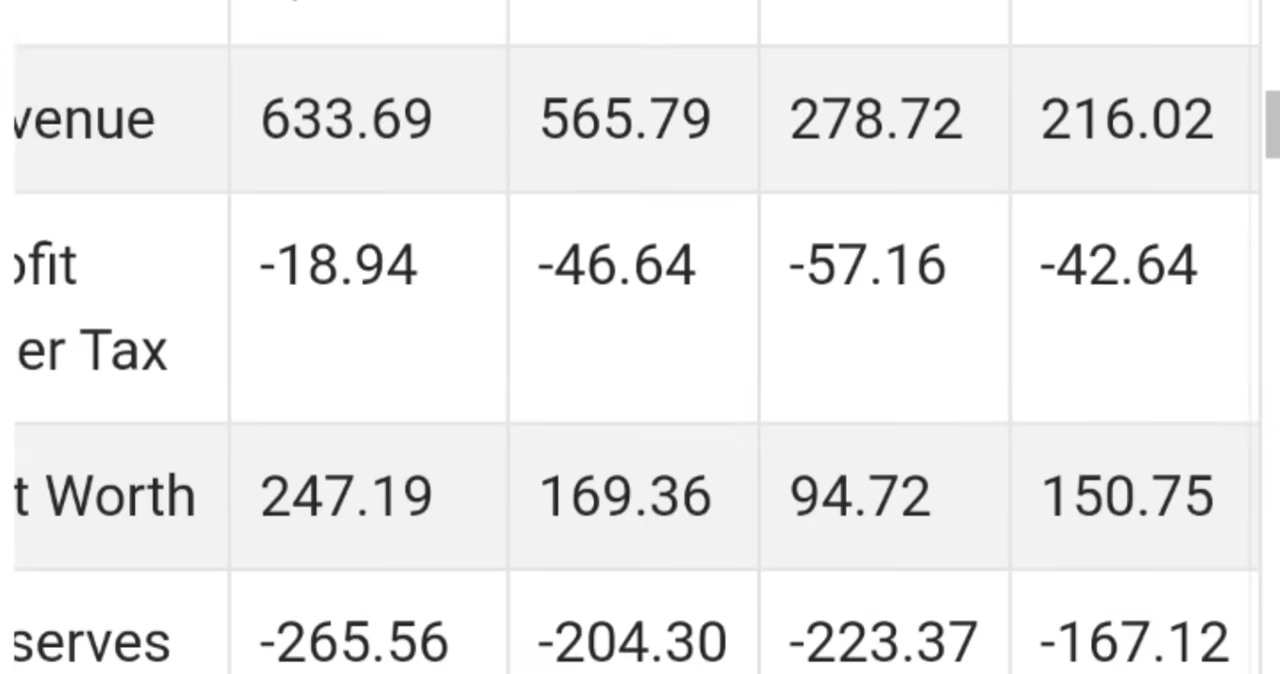 venue 633.69 565.79 278.72 216.02
ofit -18.94 -46.64 -57.16 -42.64
er Tax
t Worth 247.19 169.36 94.72 150.75
serves -265.56 -204.30 -223.37 -167.12